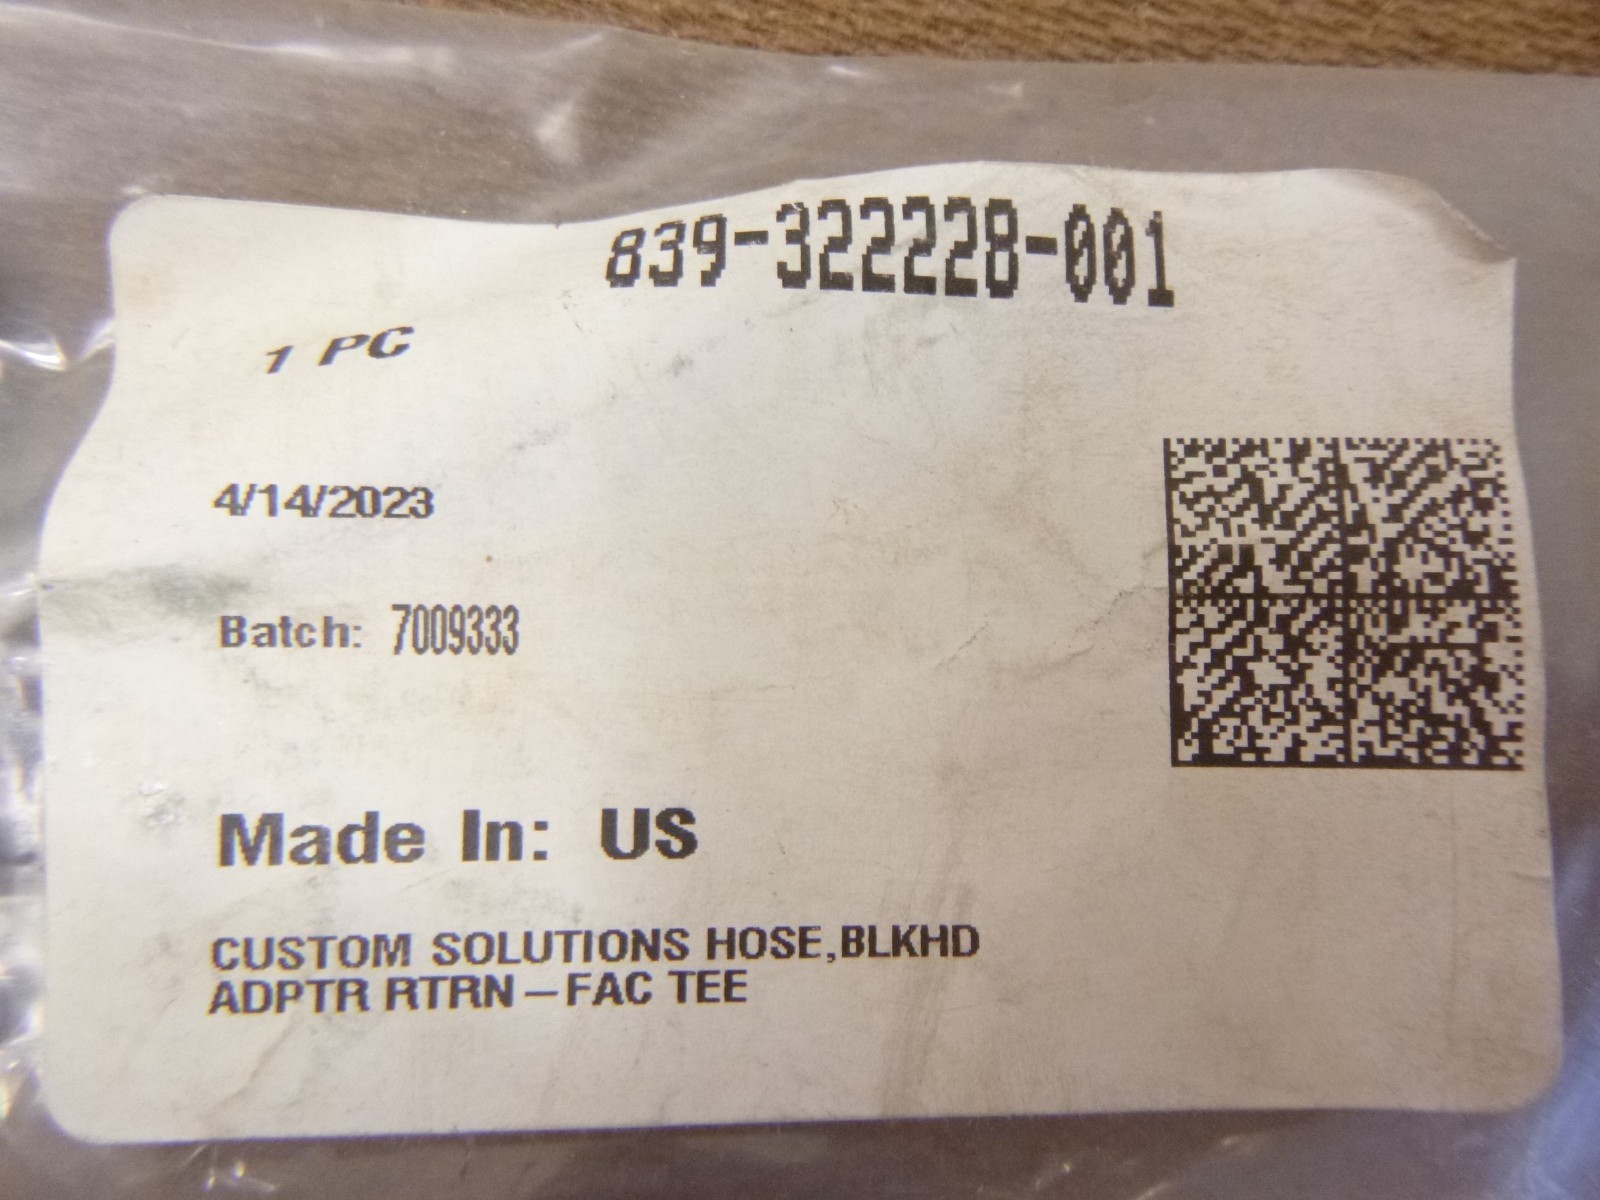 839-322228-001
1 PC
4/14/2023
Batch: 7009333
Made In: US
CUSTOM SOLUTIONS HOSE,BLKHD
ADPTR RTRN-FAC TEE